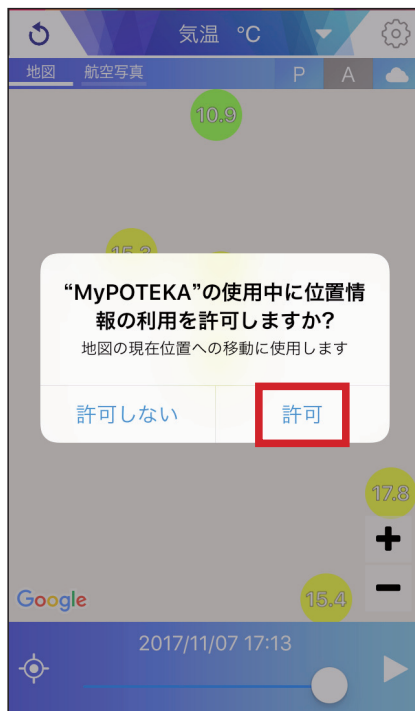 気温 °C
地図 航空写真 P A
10.9
15.2
“MyPOTEKA”の使用中に位置情
報の利用を許可しますか?
地図の現在位置への移動に使用します
許可しない 許可
17.8
+
Google 15.4 −
2017/11/07 17:13